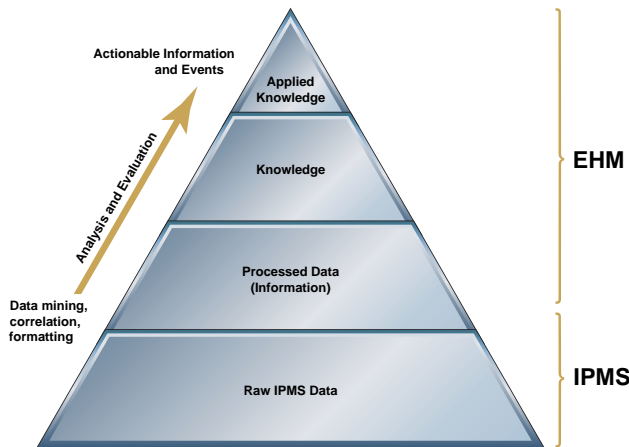 Actionable Information
and Events
Applied
Knowledge
EHM
Analysis and Evaluation
Knowledge
Processed Data
(Information)
Data mining,
correlation,
formatting
Raw IPMS Data
IPMS